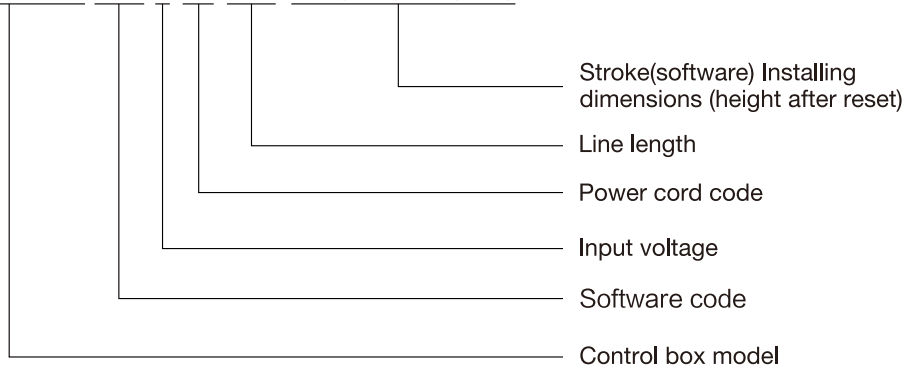 Stroke(software) Installing
dimensions (height after reset)
Line length
Power cord code
Input voltage
Software code
Control box model